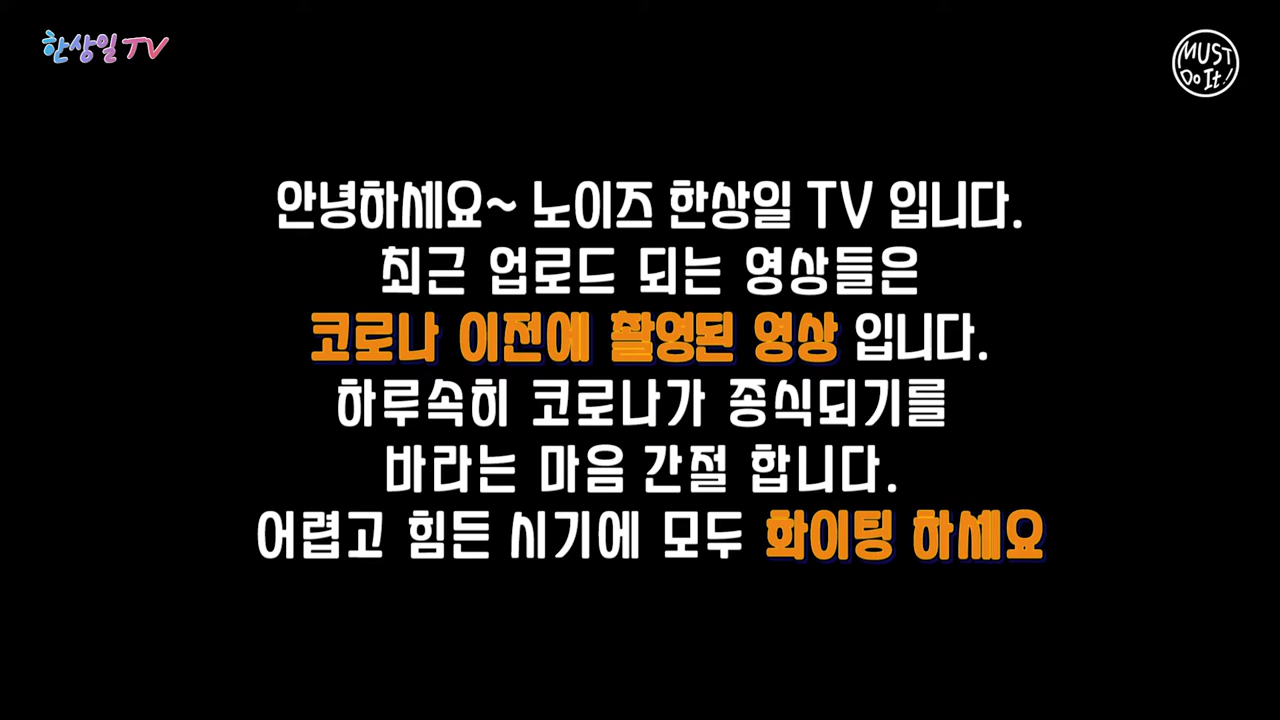 한상일 TV
MUST
Do It!
안녕하세요~ 노이즈 한상일 TV 입니다.
최근 업로드 되는 영상들은
코로나 이전에 촬영된 영상 입니다.
하루속히 코로나가 종식되기를
바라는 마음 간절 합니다.
어렵고 힘든 시기에 모두 화이팅 하세요